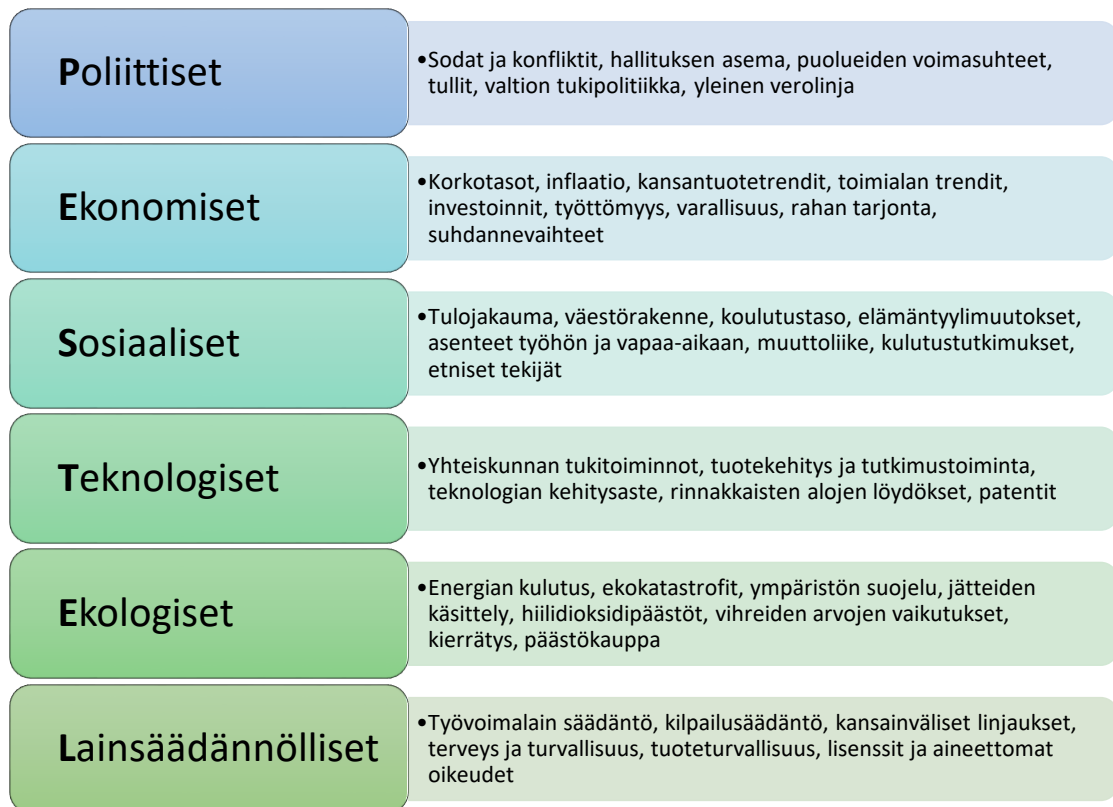 Poliittiset
•Sodat ja konfliktit, hallituksen asema, puolueiden voimasuhteet,
tullit, valtion tukipolitiikka, yleinen verolinja
Ekonomiset
•Korkotasot, inflaatio, kansantuotetrendit, toimialan trendit,
investoinnit, työttömyys, varallisuus, rahan tarjonta,
suhdannevaihteet
Sosiaaliset
•Tulojakauma, väestörakenne, koulutustaso, elämäntyylimuutokset,
asenteet työhön ja vapaa-aikaan, muuttoliike, kulutustutkimukset,
etniset tekijät
Teknologiset
•Yhteiskunnan tukitoiminnot, tuotekehitys ja tutkimustoiminta,
teknologian kehitysaste, rinnakkaisten alojen löydökset, patentit
Ekologiset
•Energian kulutus, ekokatastrofit, ympäristön suojelu, jätteiden
käsittely, hiilidioksidipäästöt, vihreiden arvojen vaikutukset,
kierrätys, päästökauppa
Lainsäädännölliset
•Työvoimalain säädäntö, kilpailusäädäntö, kansainväliset linjaukset,
terveys ja turvallisuus, tuoteturvallisuus, lisenssit ja aineettomat
oikeudet